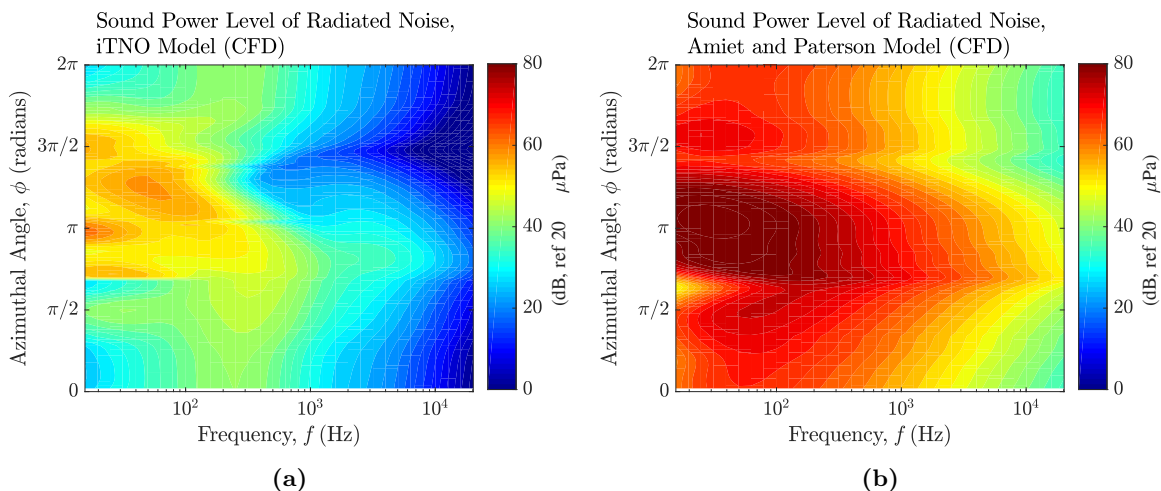 Sound Power Level of Radiated Noise,
iTNO Model (CFD)
2π
3π/2
π
π/2
0
Azimuthal Angle, ϕ (radians)
10²
10³
10⁴
Frequency, f (Hz)
80
60
40
20
0
(dB, ref 20 μPa)
(a)
Sound Power Level of Radiated Noise,
Amiet and Paterson Model (CFD)
2π
3π/2
π
π/2
0
Azimuthal Angle, ϕ (radians)
10²
10³
10⁴
Frequency, f (Hz)
80
60
40
20
0
(dB, ref 20 μPa)
(b)